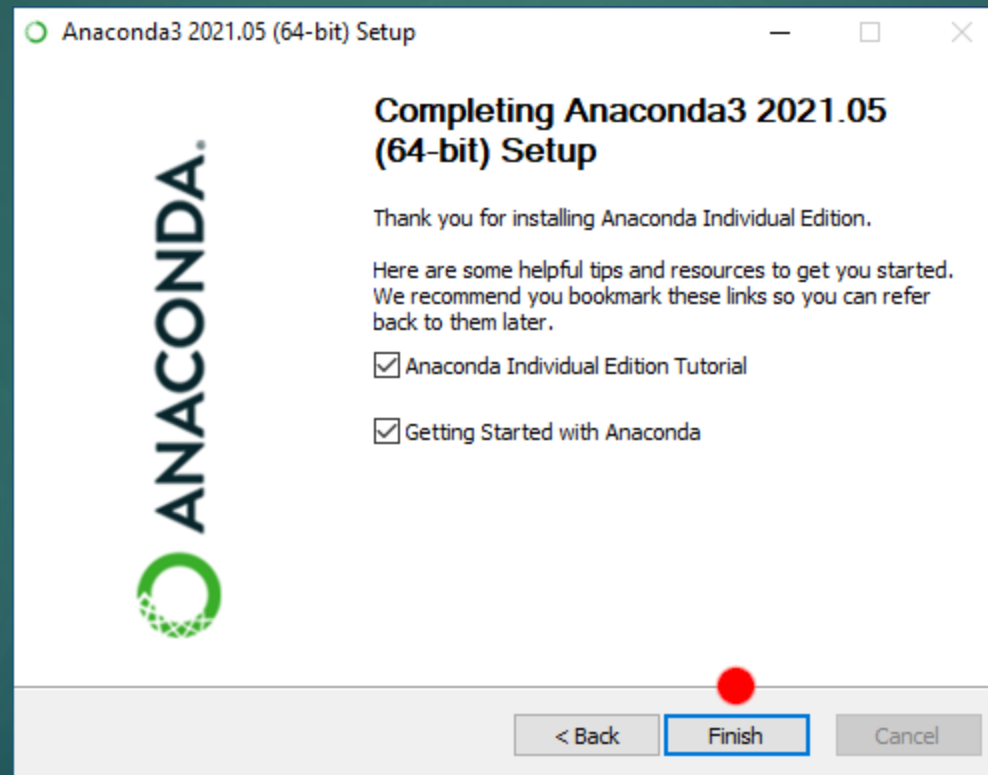 Anaconda3 2021.05 (64-bit) Setup
ANACONDA.
Completing Anaconda3 2021.05
(64-bit) Setup
Thank you for installing Anaconda Individual Edition.
Here are some helpful tips and resources to get you started.
We recommend you bookmark these links so you can refer
back to them later.
Anaconda Individual Edition Tutorial
Getting Started with Anaconda
< Back
Finish
Cancel